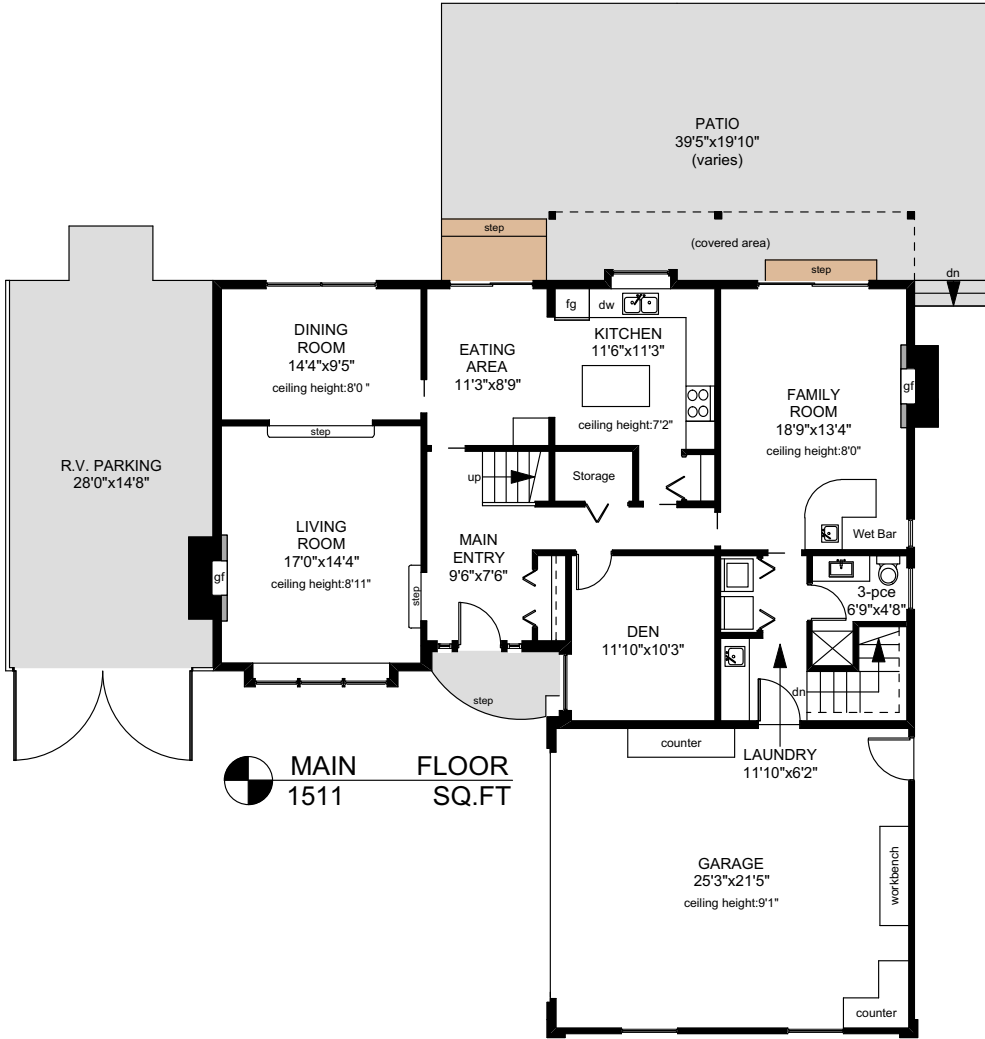 PATIO
39'5"x19'10"
(varies)
step
(covered area)
step
dn
fg
dw
KITCHEN
11'6"x11'3"
ceiling height:7'2"
DINING
ROOM
14'4"x9'5"
ceiling height:8'0 "
step
EATING
AREA
11'3"x8'9"
FAMILY
ROOM
18'9"x13'4"
ceiling height:8'0"
gf
Wet Bar
R.V. PARKING
28'0"x14'8"
up
Storage
LIVING
ROOM
17'0"x14'4"
ceiling height:8'11"
gf
step
MAIN
ENTRY
9'6"x7'6"
3-pce
6'9"x4'8"
DEN
11'10"x10'3"
dn
step
MAIN FLOOR
1511 SQ.FT
counter
LAUNDRY
11'10"x6'2"
GARAGE
25'3"x21'5"
ceiling height:9'1"
workbench
counter